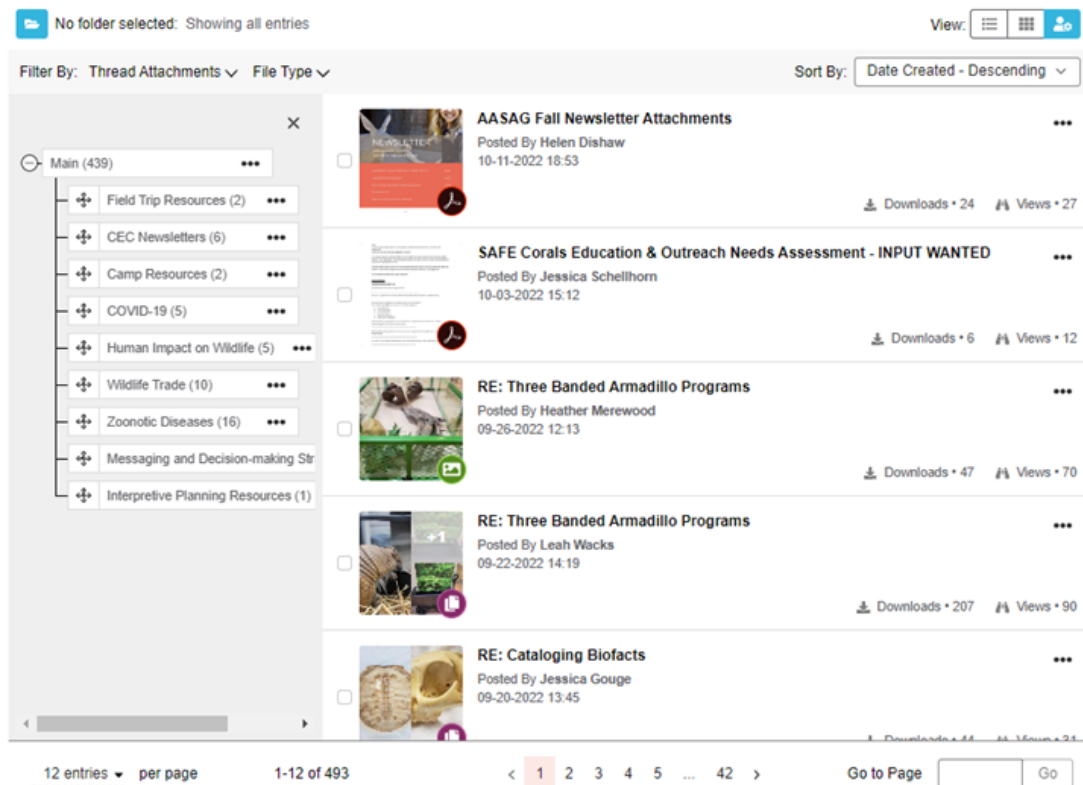 No folder selected: Showing all entries
View:
Filter By: Thread Attachments File Type
Sort By: Date Created - Descending
Main (439)
Field Trip Resources (2)
CEC Newsletters (6)
Camp Resources (2)
COVID-19 (5)
Human Impact on Wildlife (5)
Wildlife Trade (10)
Zoonotic Diseases (16)
Messaging and Decision-making Str
Interpretive Planning Resources (1)
NEWSLETTER
AASAG Fall Newsletter Attachments
Posted By Helen Dishaw
10-11-2022 18:53
Downloads • 24 Views • 27
SAFE Corals Education & Outreach Needs Assessment - INPUT WANTED
Posted By Jessica Schellhorn
10-03-2022 15:12
Downloads • 6 Views • 12
RE: Three Banded Armadillo Programs
Posted By Heather Merewood
09-26-2022 12:13
Downloads • 47 Views • 70
+1
RE: Three Banded Armadillo Programs
Posted By Leah Wacks
09-22-2022 14:19
Downloads • 207 Views • 90
RE: Cataloging Biofacts
Posted By Jessica Gouge
09-20-2022 13:45
Downloads • 44 Views • 31
12 entries per page 1-12 of 493 < 1 2 3 4 5 ... 42 > Go to Page Go